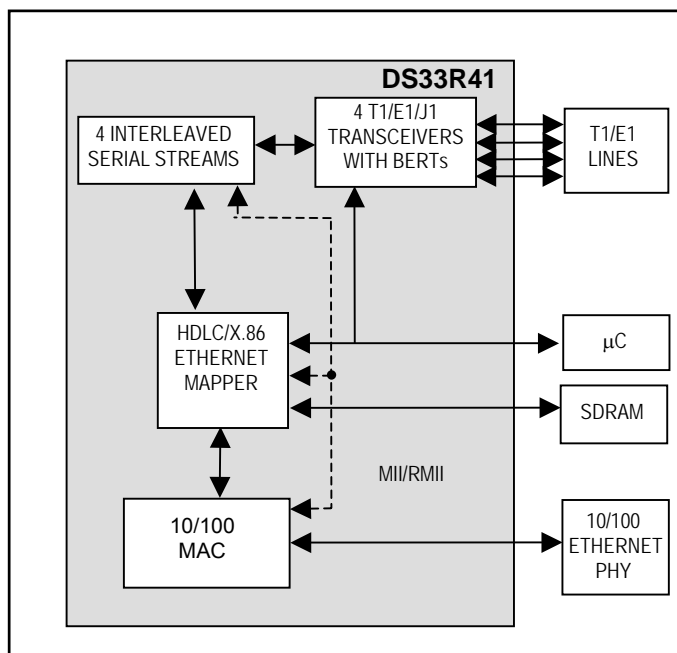 DS33R41
4 INTERLEAVED
SERIAL STREAMS
4 T1/E1/J1
TRANSCEIVERS
WITH BERTs
T1/E1
LINES
HDLC/X.86
ETHERNET
MAPPER
μC
SDRAM
MII/RMII
10/100
MAC
10/100
ETHERNET
PHY